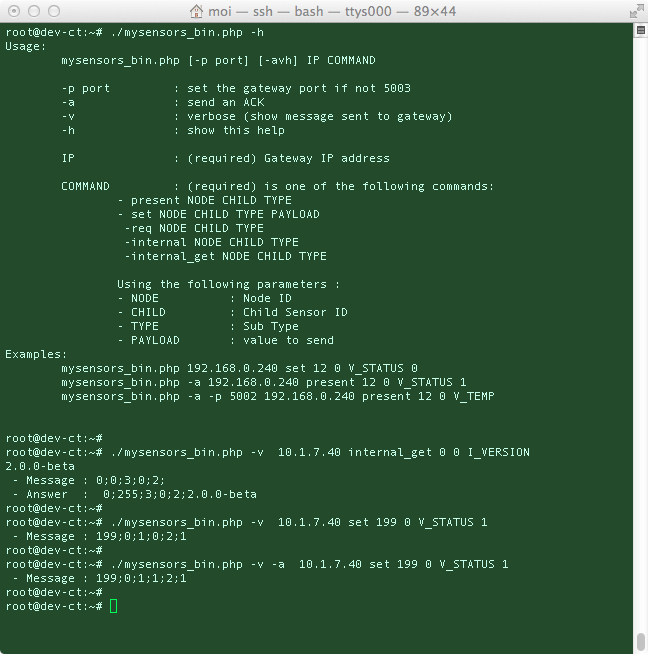 moi — ssh — bash — ttys000 — 89×44
root@dev-ct:~# ./mysensors_bin.php -h
Usage:
        mysensors_bin.php [-p port] [-avh] IP COMMAND

        -p port         : set the gateway port if not 5003
        -a              : send an ACK
        -v              : verbose (show message sent to gateway)
        -h              : show this help

        IP              : (required) Gateway IP address

        COMMAND         : (required) is one of the following commands:
                - present NODE CHILD TYPE
                - set NODE CHILD TYPE PAYLOAD
                 -req NODE CHILD TYPE
                 -internal NODE CHILD TYPE
                 -internal_get NODE CHILD TYPE

                Using the following parameters :
                - NODE          : Node ID
                - CHILD         : Child Sensor ID
                - TYPE          : Sub Type
                - PAYLOAD       : value to send
Examples:
        mysensors_bin.php 192.168.0.240 set 12 0 V_STATUS 0
        mysensors_bin.php -a 192.168.0.240 present 12 0 V_STATUS 1
        mysensors_bin.php -a -p 5002 192.168.0.240 present 12 0 V_TEMP

root@dev-ct:~#
root@dev-ct:~# ./mysensors_bin.php -v  10.1.7.40 internal_get 0 0 I_VERSION
2.0.0-beta
 - Message : 0;0;3;0;2;
 - Answer  :  0;255;3;0;2;2.0.0-beta
root@dev-ct:~#
root@dev-ct:~# ./mysensors_bin.php -v  10.1.7.40 set 199 0 V_STATUS 1
 - Message : 199;0;1;0;2;1
root@dev-ct:~#
root@dev-ct:~# ./mysensors_bin.php -v -a  10.1.7.40 set 199 0 V_STATUS 1
 - Message : 199;0;1;1;2;1
root@dev-ct:~#
root@dev-ct:~#